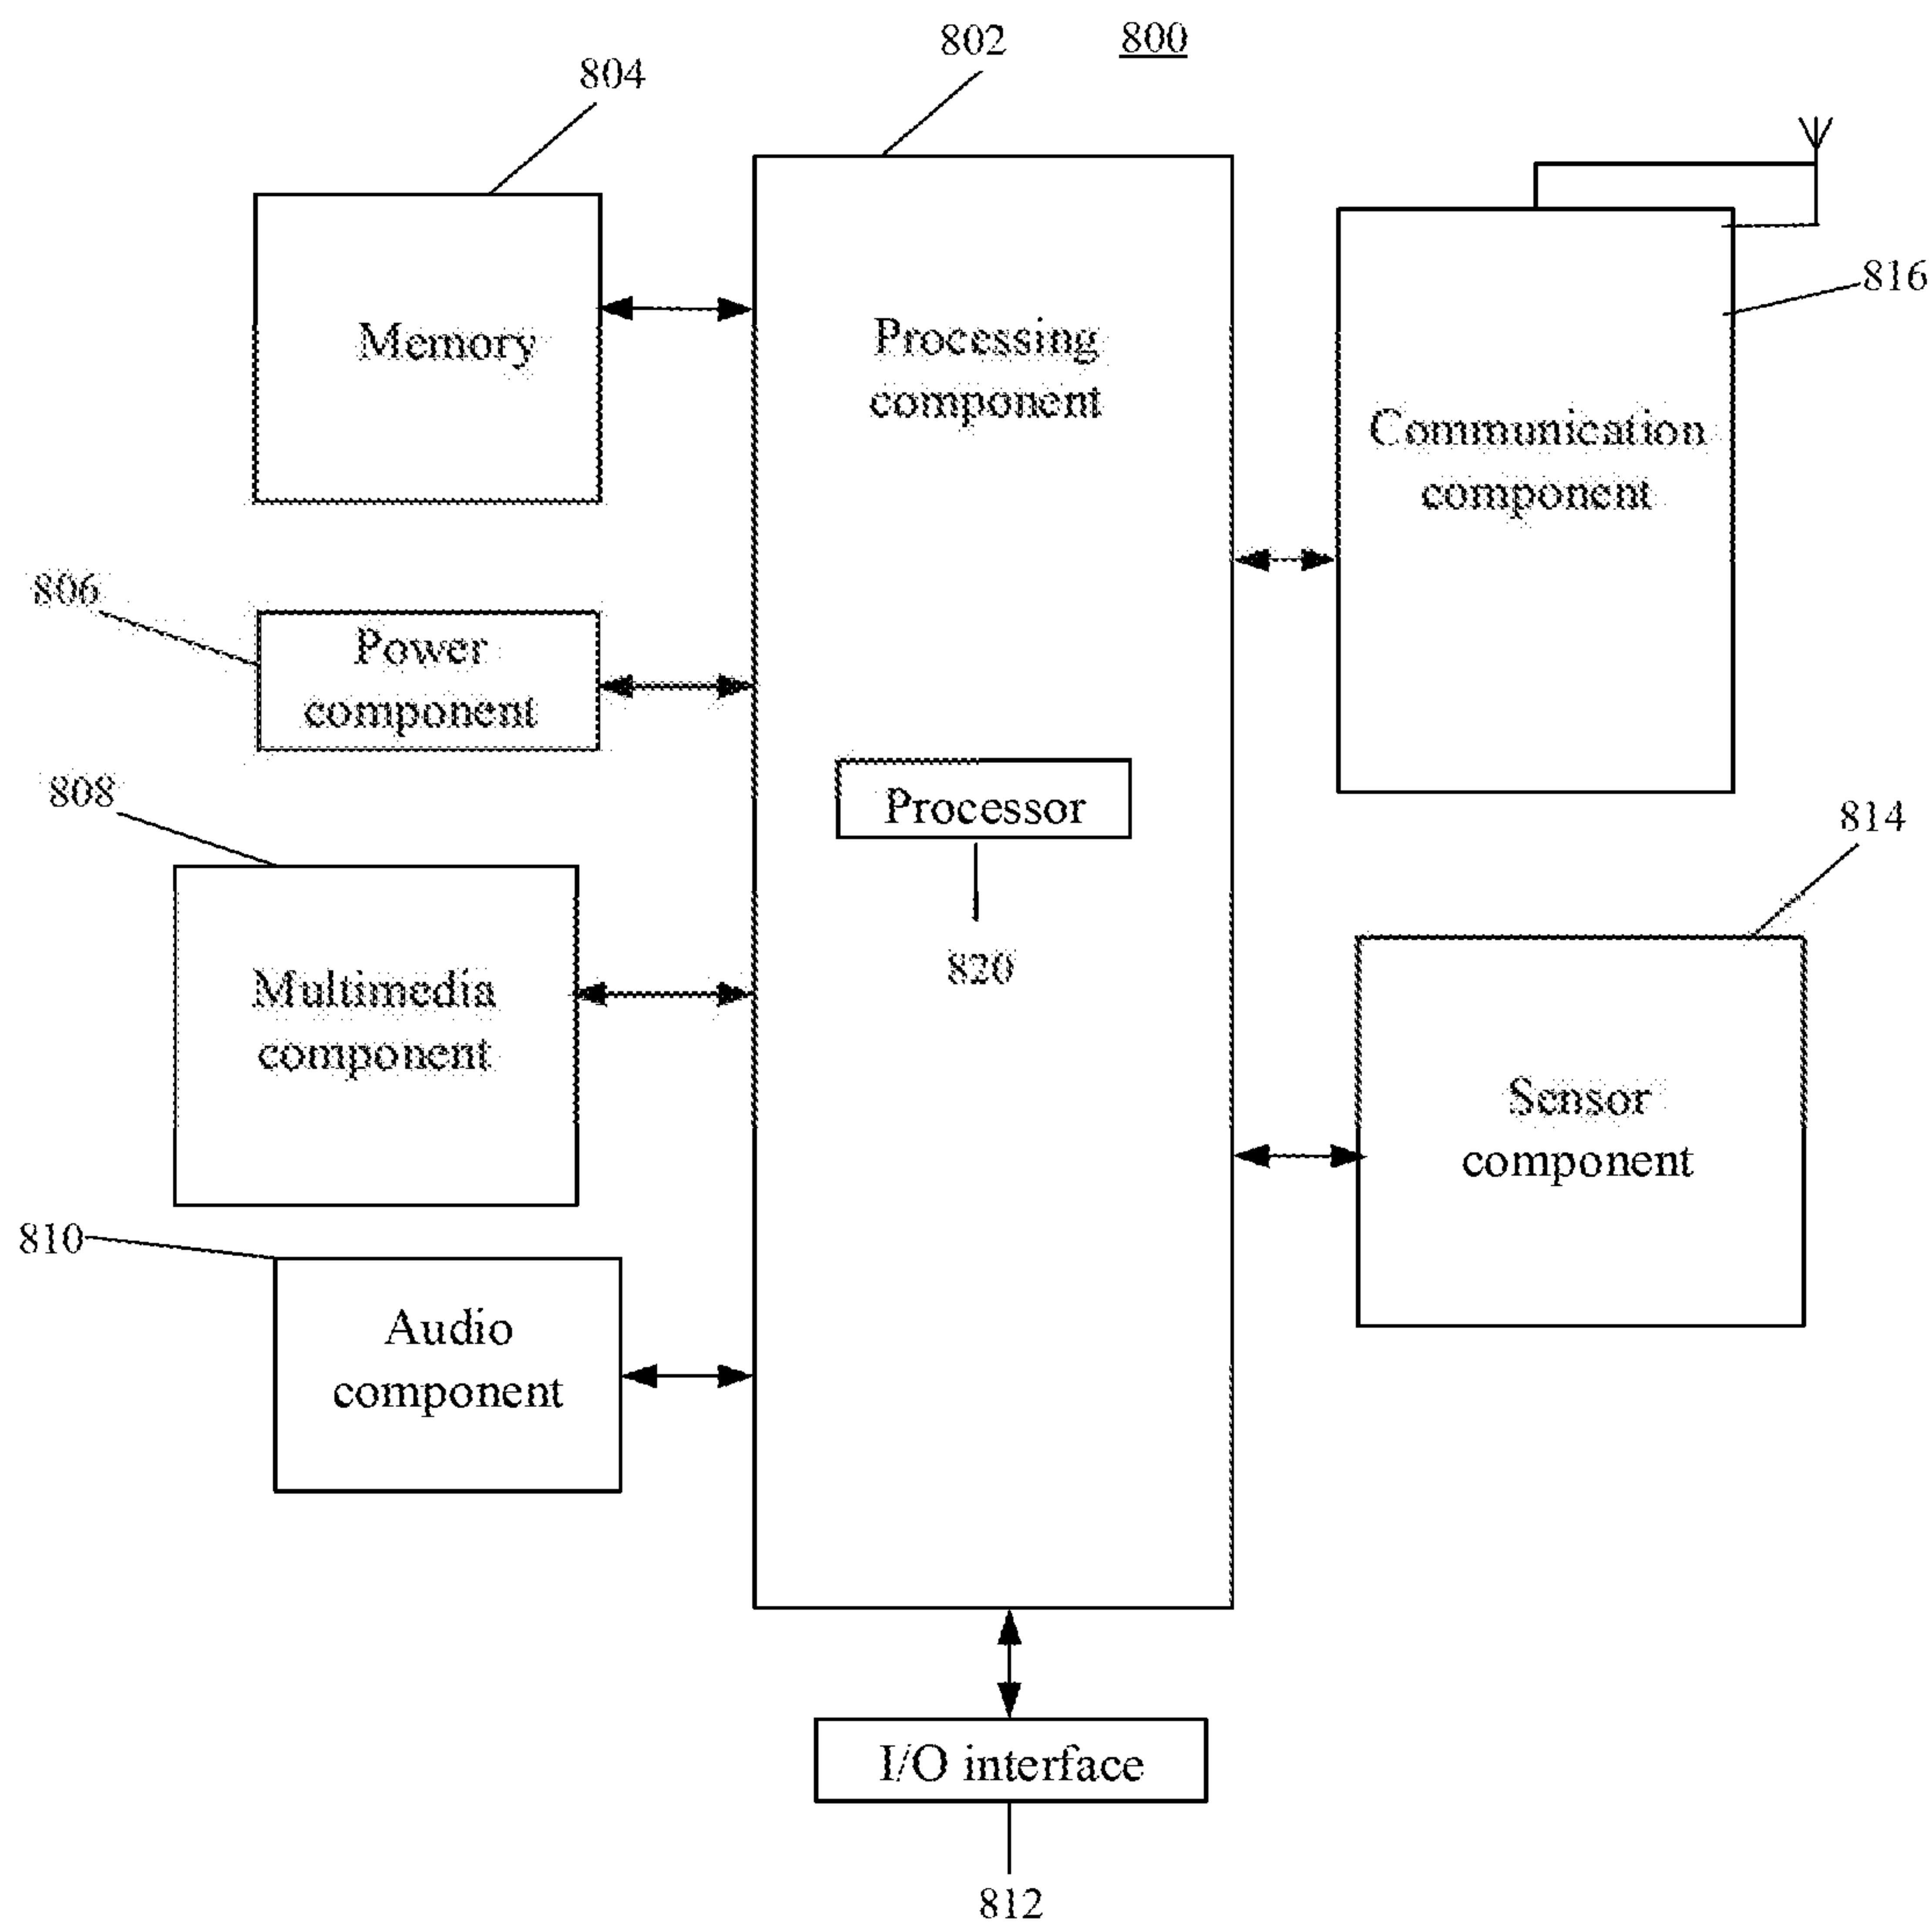 802
800
804
816
Memory
Processing
component
Communication
component
806
Power
component
808
Processor
814
820
Multimedia
component
Sensor
component
810
Audio
component
I/O interface
812